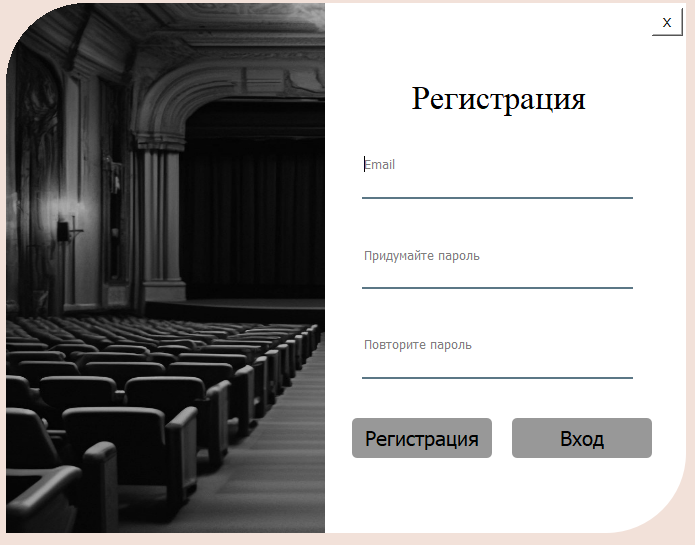 X
Регистрация
Email
Придумайте пароль
Повторите пароль
Регистрация Вход